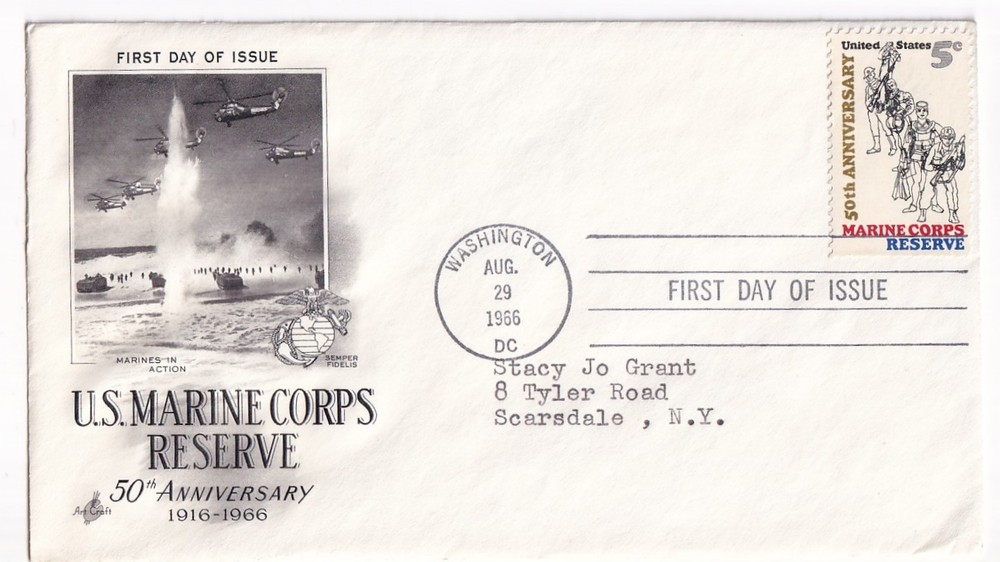 FIRST DAY OF ISSUE
MARINES IN
ACTION
SEMPER
FIDELIS
U.S. MARINE CORPS
RESERVE
50th ANNIVERSARY
1916-1966
Art Craft
WASHINGTON
AUG.
29
1966
DC
FIRST DAY OF ISSUE
United States 5c
50th ANNIVERSARY
MARINE CORPS
RESERVE
Stacy Jo Grant
8 Tyler Road
Scarsdale , N.Y.